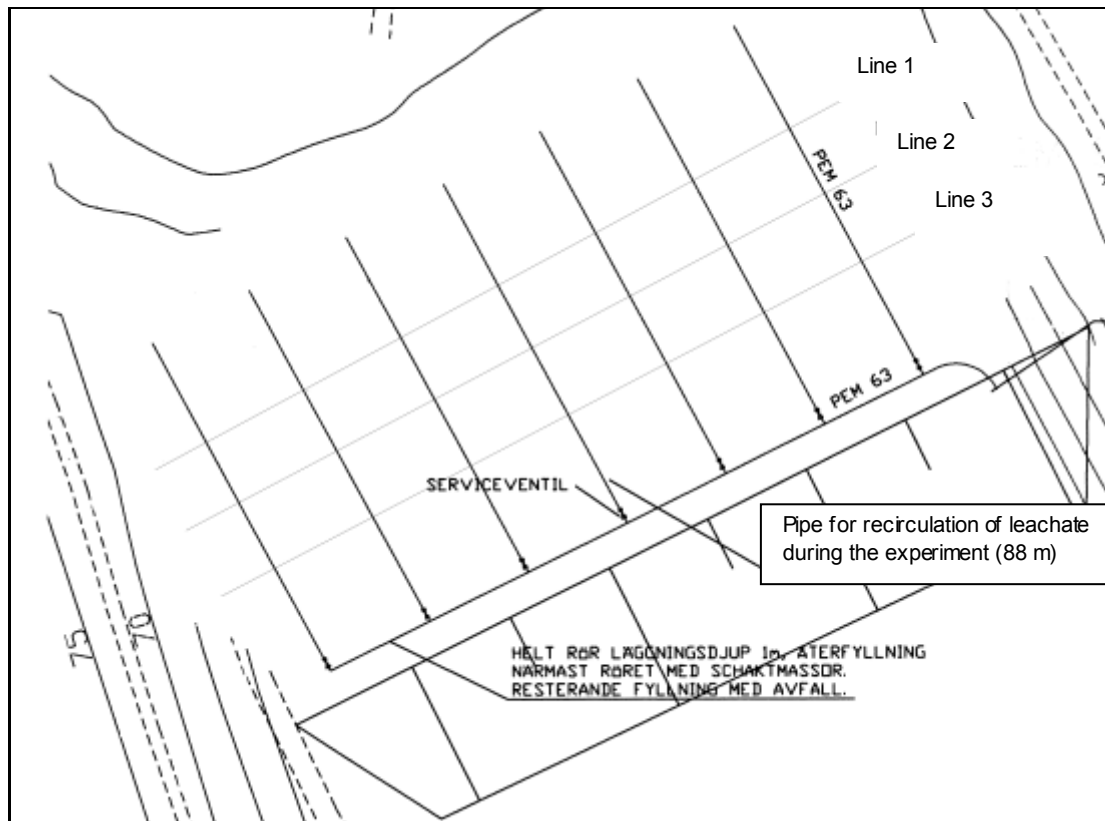 Line 1
Line 2
Line 3
PEM 63
PEM 63
SERVICEVENTIL
Pipe for recirculation of leachate
during the experiment (88 m)
HELT RÖR LÄGGNINGSDJUP 1m, ÅTERFYLLNING
NÄRMAST RÖRET MED SCHAKTMASSOR.
RESTERANDE FYLLNING MED AVFALL.
75
70